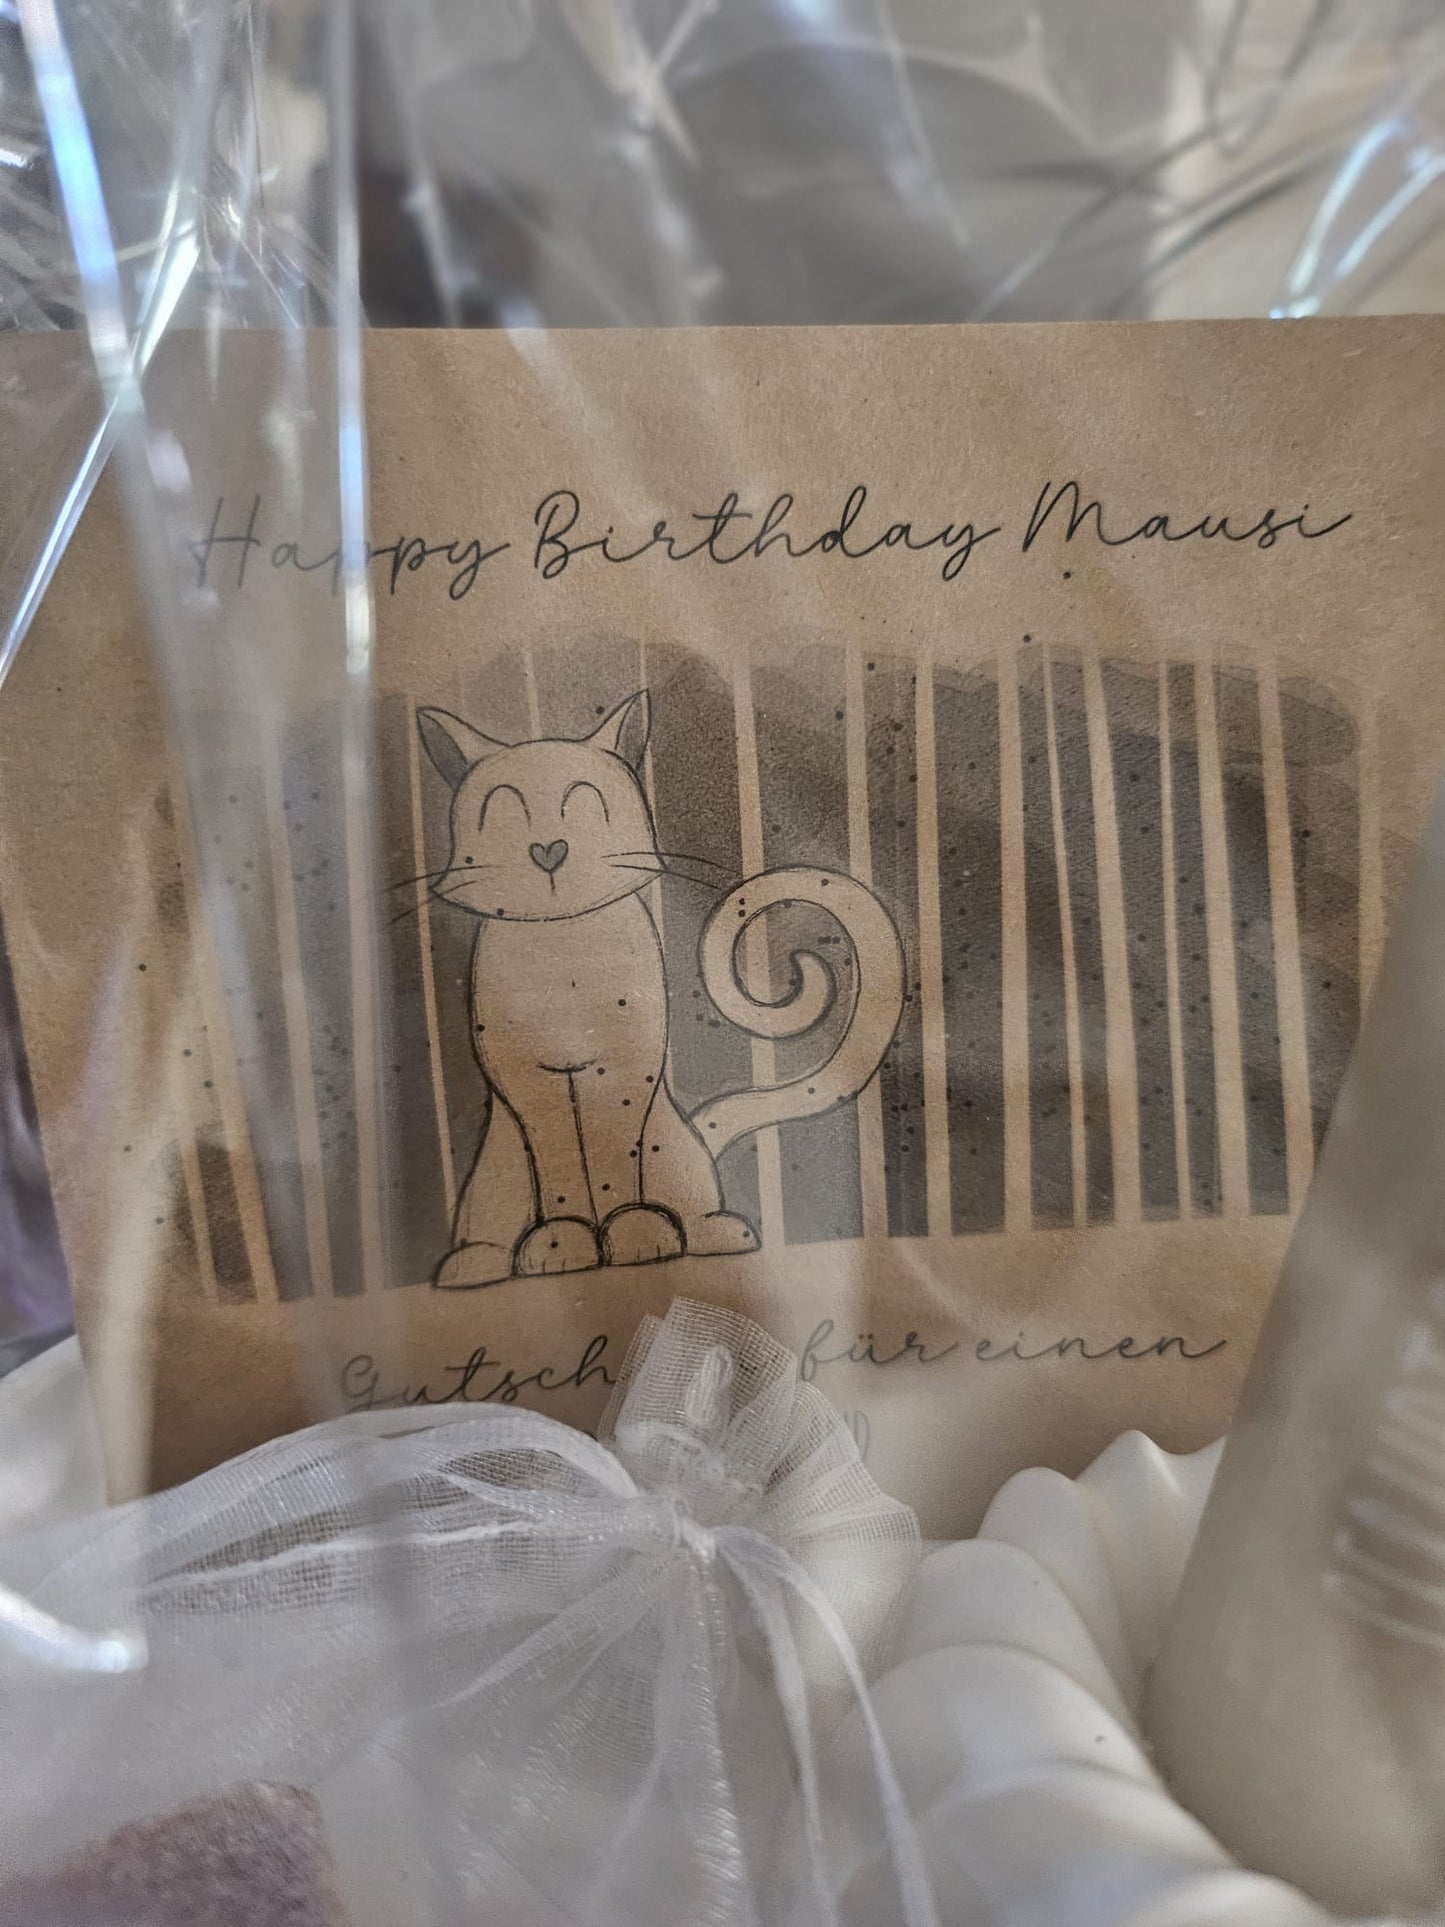 Happy Birthday Mausi
für einen